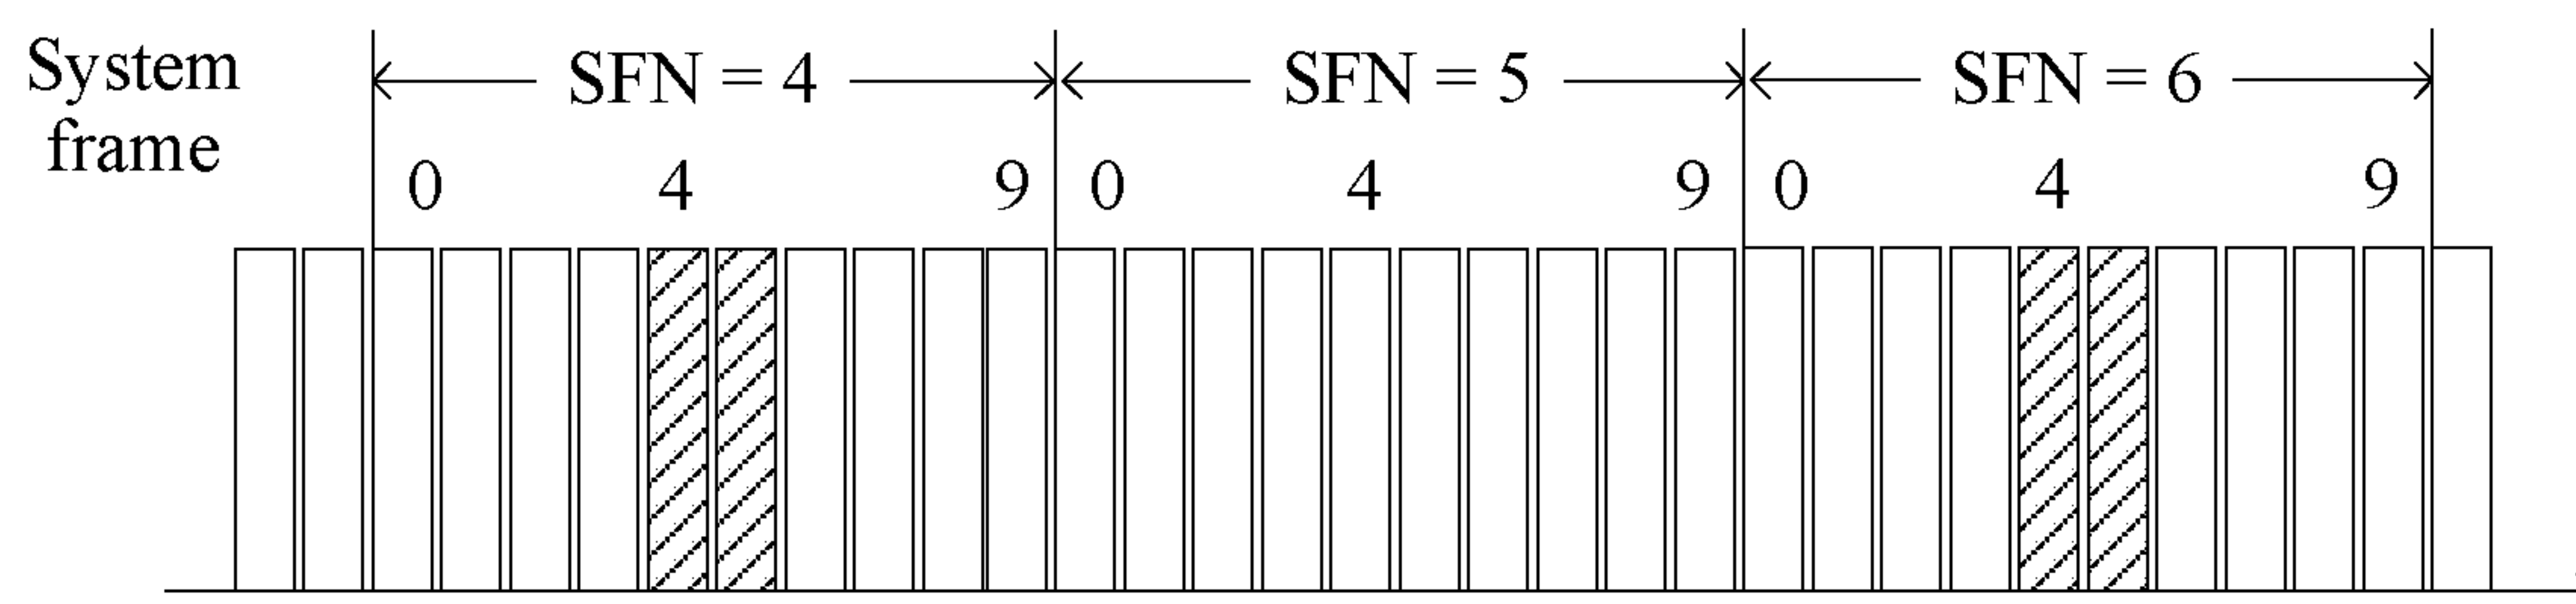 System
frame
SFN = 4 SFN = 5 SFN = 6
0 4 9 0 4 9 0 4 9